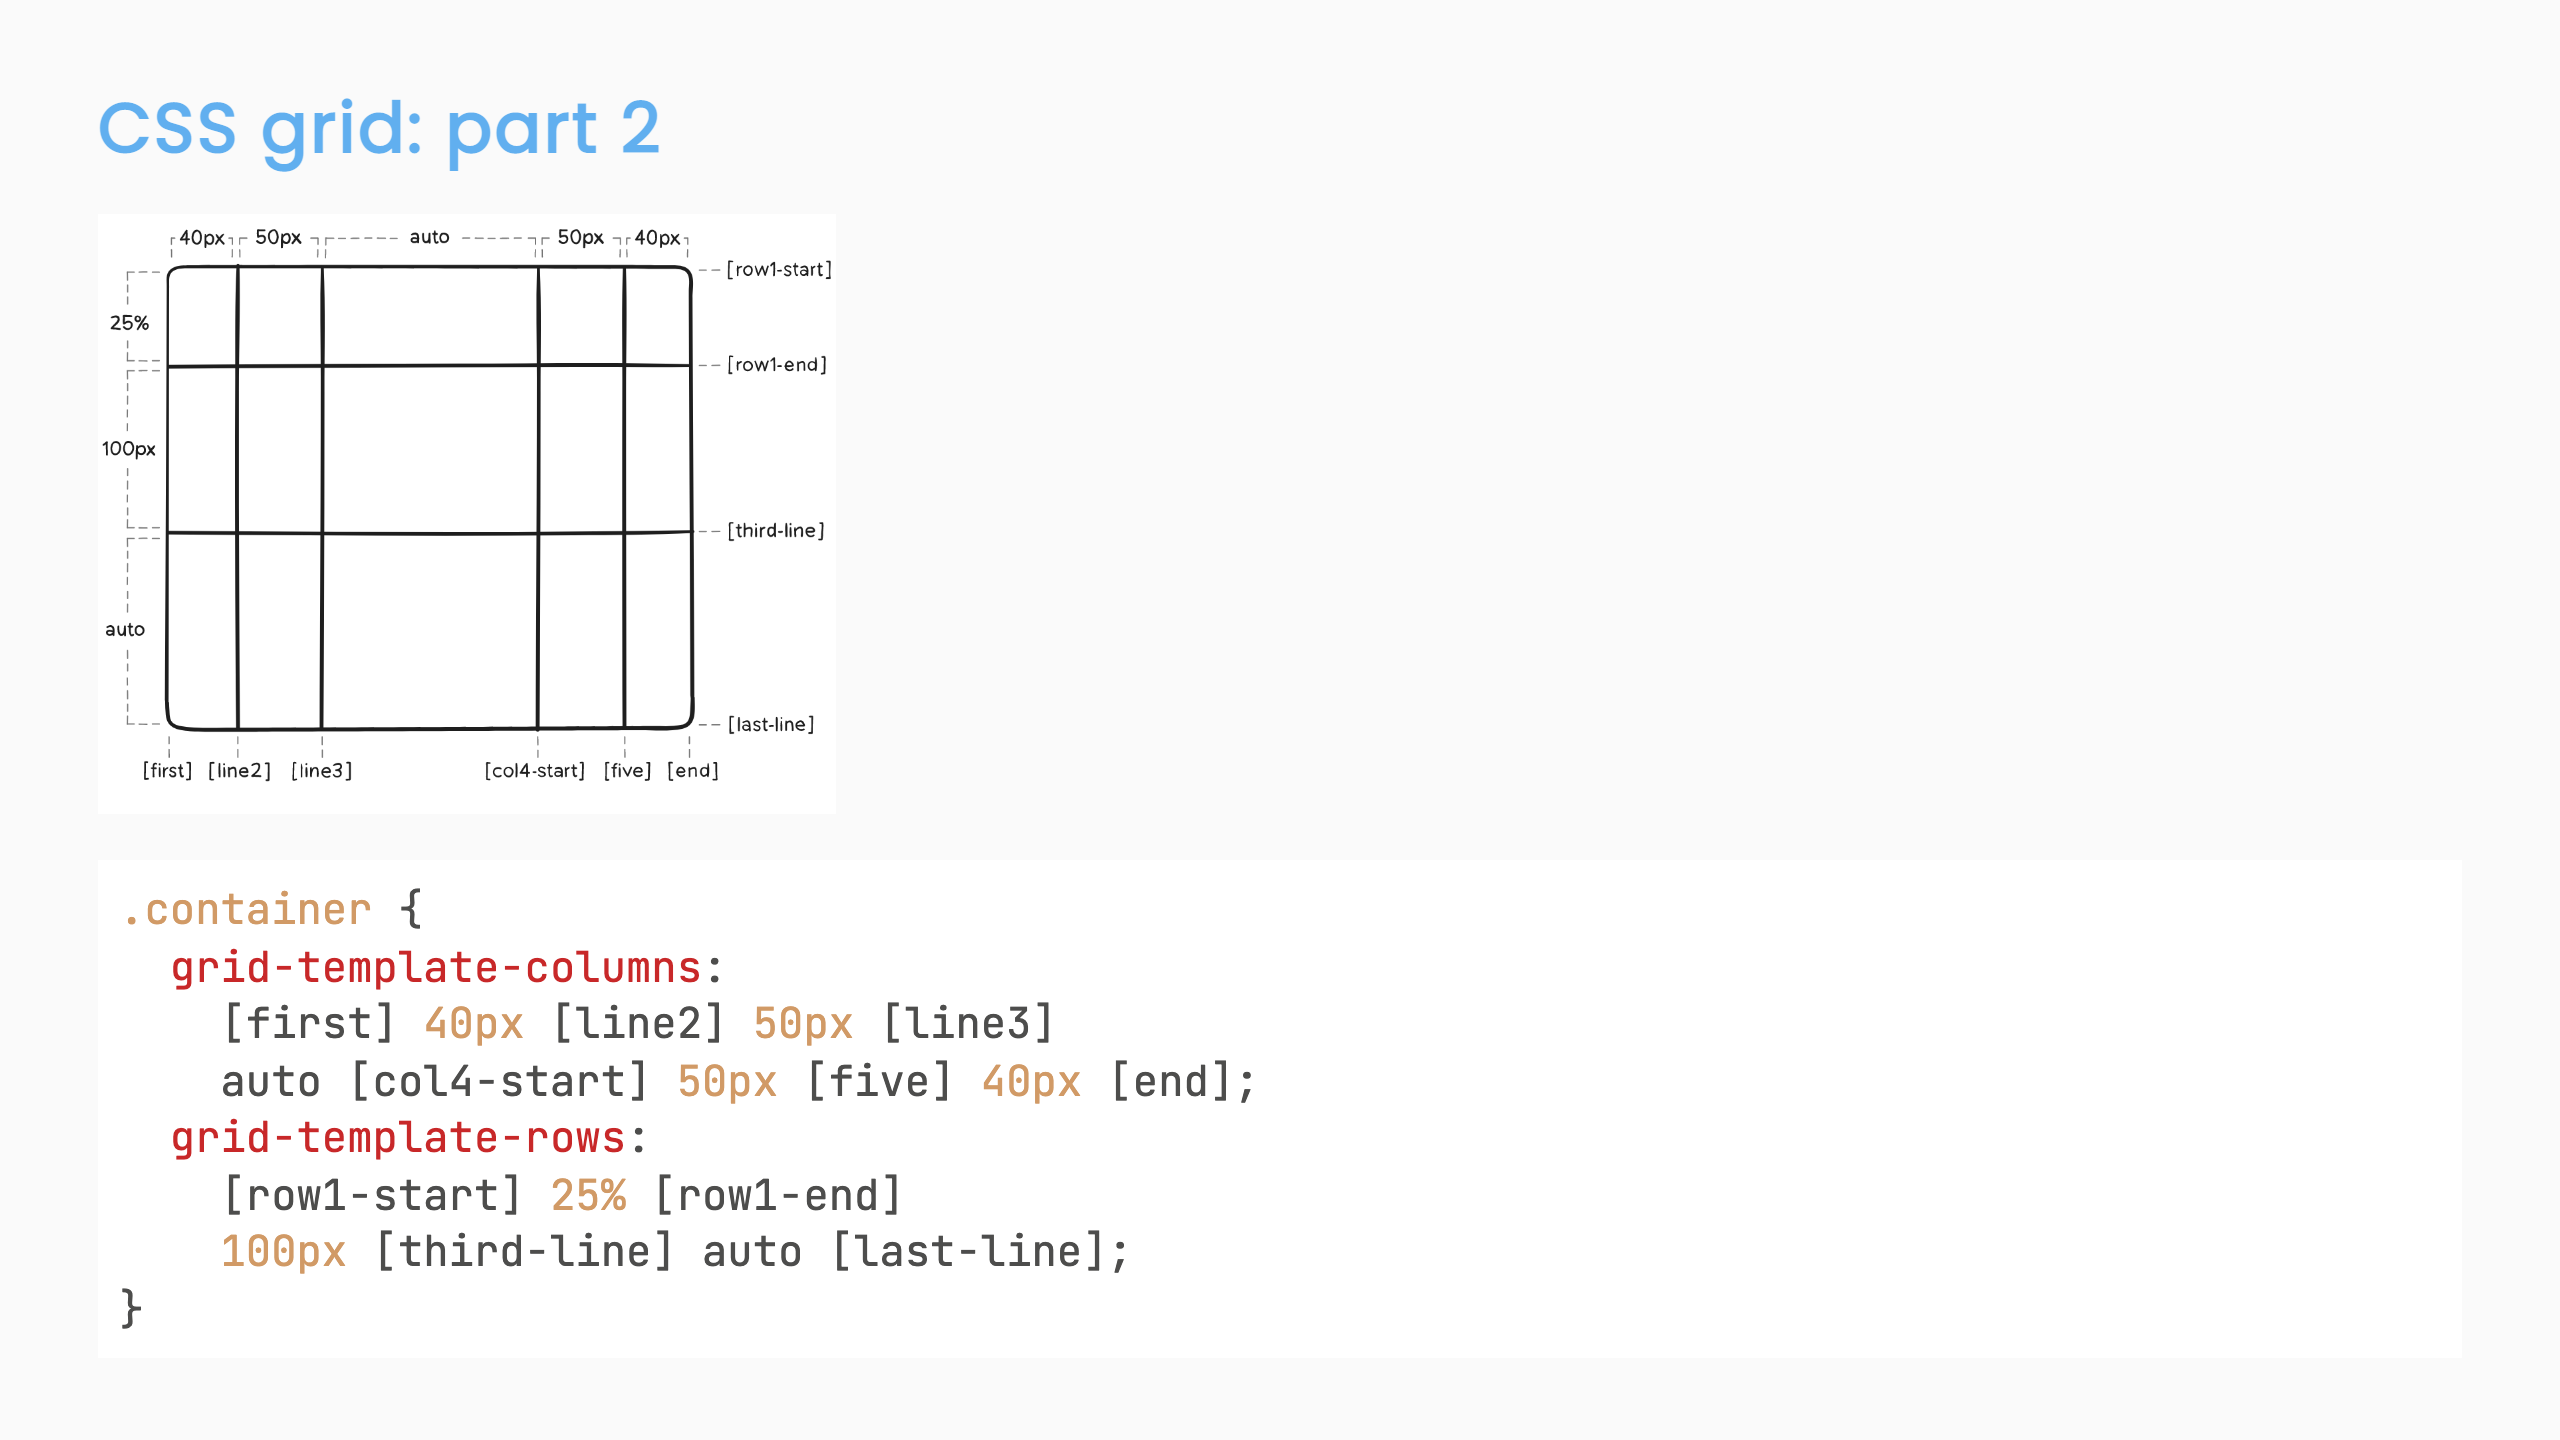 CSS grid: part 2
40px 50px auto 50px 40px
[row1-start]
25%
[row1-end]
100px
[third-line]
auto
[last-line]
[first] [line2] [line3] [col4-start] [five] [end]
.container {
  grid-template-columns:
    [first] 40px [line2] 50px [line3]
    auto [col4-start] 50px [five] 40px [end];
  grid-template-rows:
    [row1-start] 25% [row1-end]
    100px [third-line] auto [last-line];
}